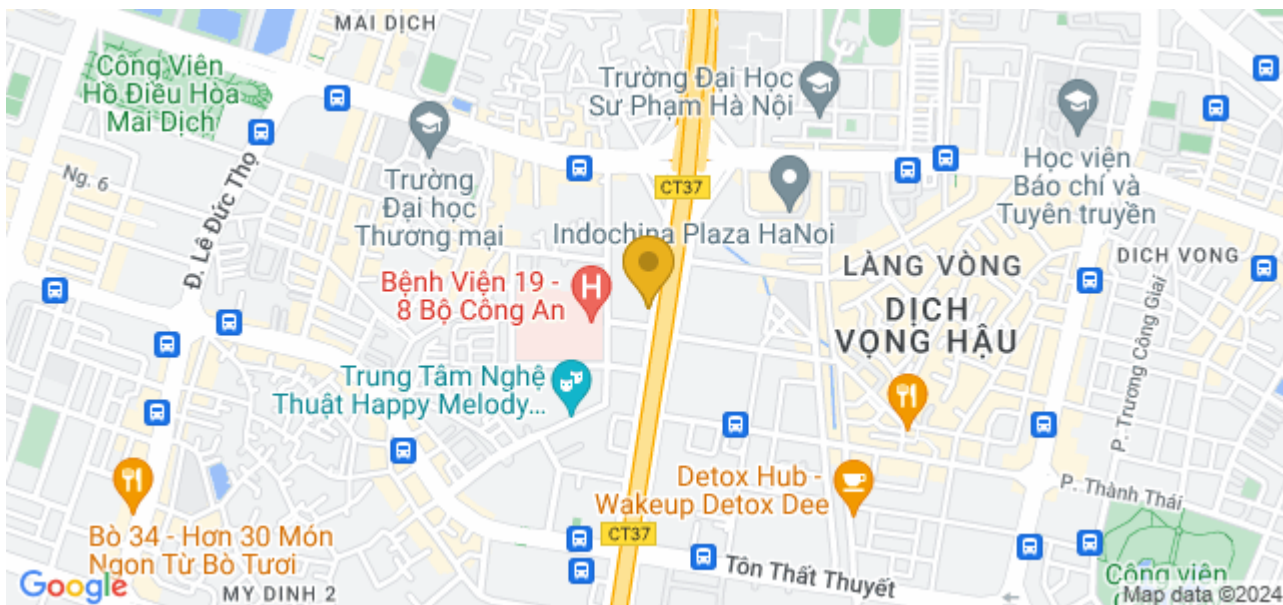 MAI DỊCH
Công Viên
Hồ Điều Hòa
Mai Dịch
Trường Đại Học
Sư Phạm Hà Nội
Ng. 6
Đ. Lê Đức Thọ
Trường
Đại học
Thương mại
CT37
Học viện
Báo chí và
Tuyên truyền
Indochina Plaza HaNoi
LÀNG VÒNG
DICH VONG
Bệnh Viện 19 -
8 Bộ Công An
H
DỊCH
VỌNG HẬU
P. Trương Công Giai
Trung Tâm Nghệ
Thuật Happy Melody...
Detox Hub -
Wakeup Detox Dee
P. Thành Thái
Bò 34 - Hơn 30 Món
Ngon Từ Bò Tươi
CT37
Tôn Thất Thuyết
Công viên
Google
MY DINH 2
Map data ©2024